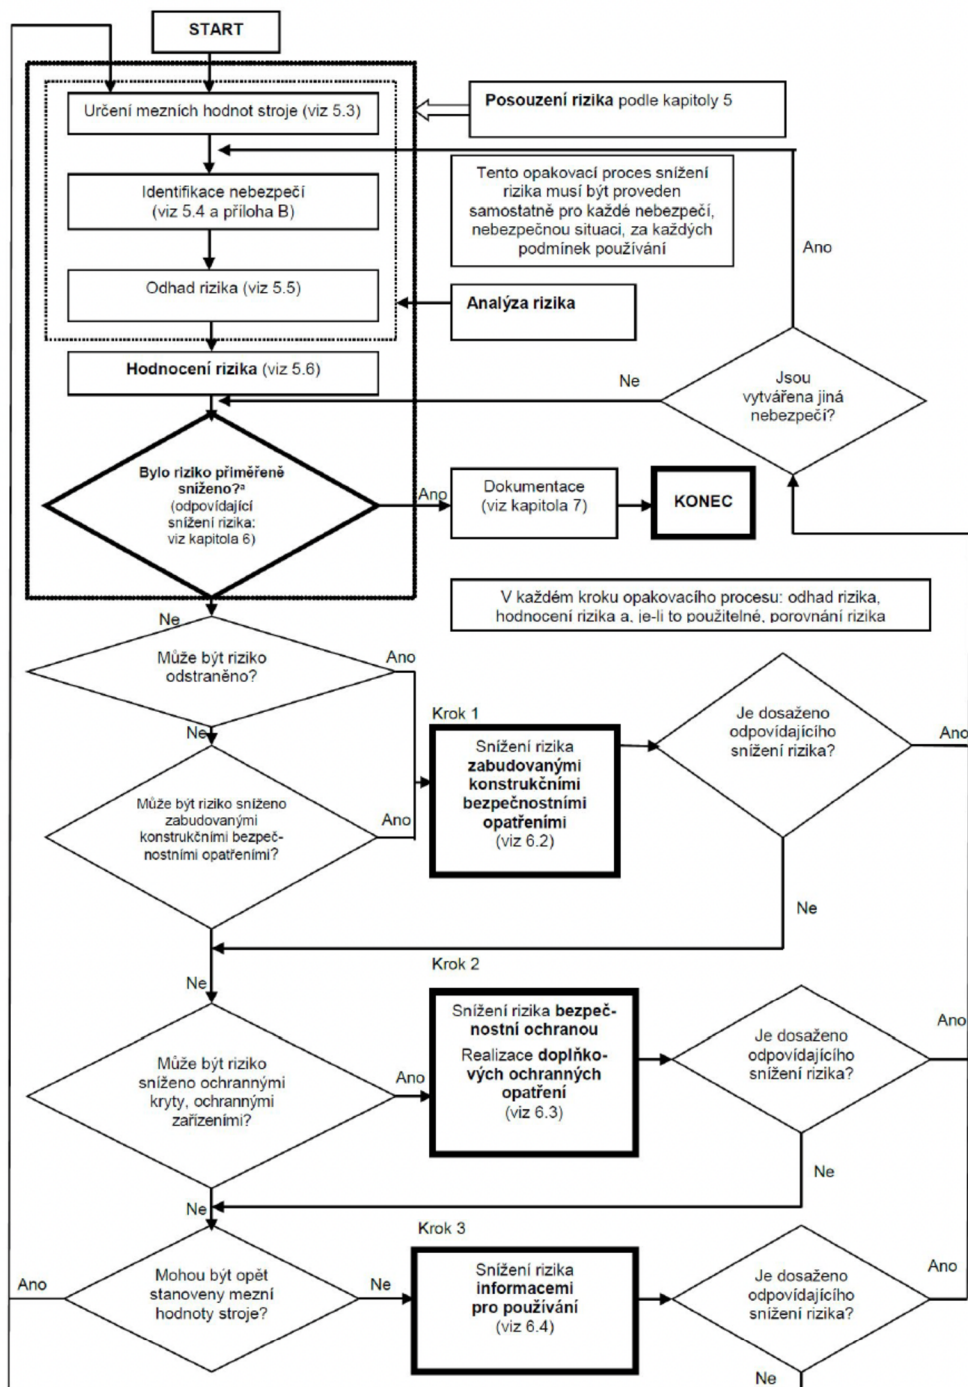 START
Určení mezních hodnot stroje (viz 5.3)
Posouzení rizika podle kapitoly 5
Identifikace nebezpečí
(viz 5.4 a příloha B)
Tento opakovací proces snížení
rizika musí být proveden
samostatně pro každé nebezpečí,
nebezpečnou situaci, za každých
podmínek používání
Ano
Odhad rizika (viz 5.5)
Analýza rizika
Hodnocení rizika (viz 5.6)
Ne
Jsou
vytvářena jiná
nebezpečí?
Bylo riziko přiměřeně
sníženo?ª
(odpovídající
snížení rizika:
viz kapitola 6)
Ano
Dokumentace
(viz kapitola 7)
KONEC
V každém kroku opakovacího procesu: odhad rizika,
hodnocení rizika a, je-li to použitelné, porovnání rizika
Ne
Může být riziko
odstraněno?
Ano
Krok 1
Snížení rizika
zabudovanými
konstrukčními
bezpečnostními
opatřeními
(viz 6.2)
Je dosaženo
odpovídajícího
snížení rizika?
Ano
Ne
Může být riziko sníženo
zabudovanými
konstrukčními bezpeč-
nostními opatřeními?
Ano
Ne
Krok 2
Ne
Snížení rizika bezpeč-
nostní ochranou
Realizace doplňko-
vých ochranných
opatření
(viz 6.3)
Je dosaženo
odpovídajícího
snížení rizika?
Ano
Může být riziko
sníženo ochrannými
kryty, ochrannými
zařízeními?
Ano
Ne
Ne
Krok 3
Ano
Mohou být opět
stanoveny mezní
hodnoty stroje?
Ne
Snížení rizika
informacemi
pro používání
(viz 6.4)
Je dosaženo
odpovídajícího
snížení rizika?
Ano
Ne